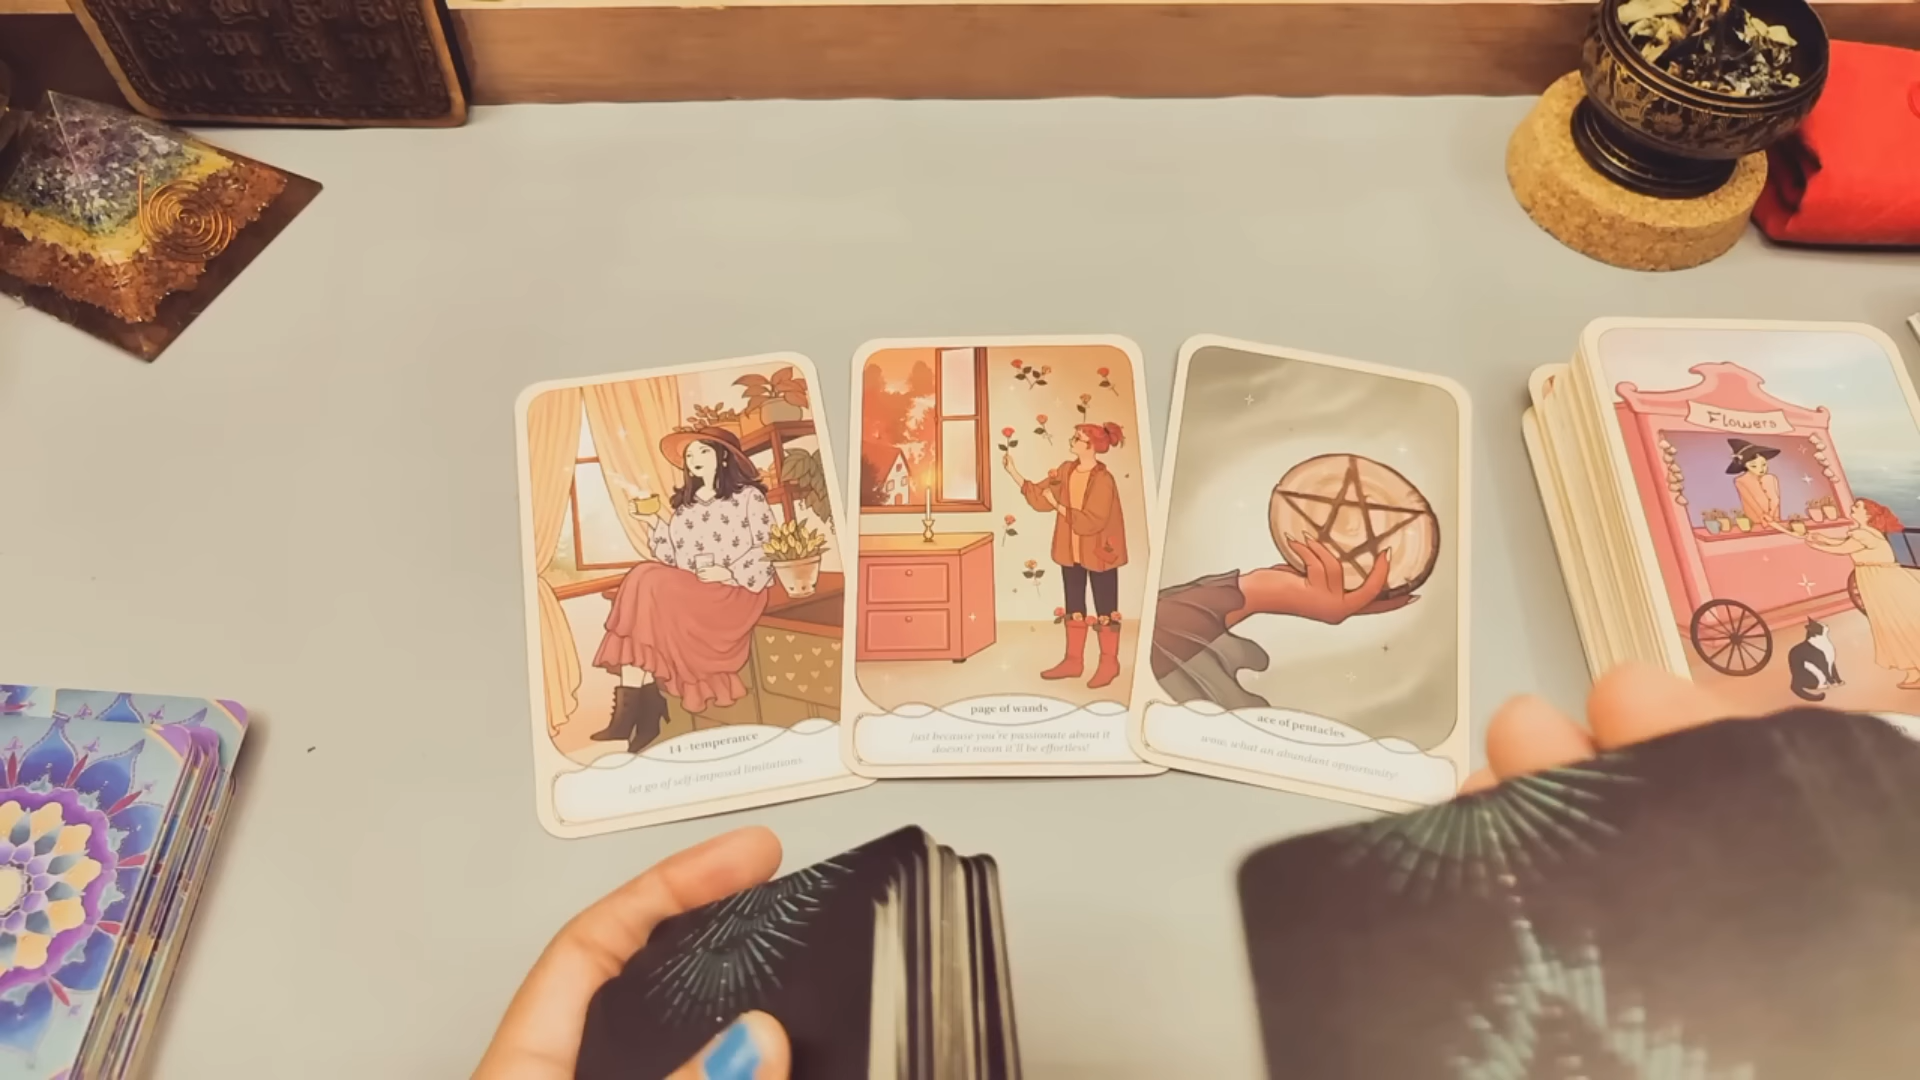 Flowers
14 - temperance
let go of self-imposed limitations
page of wands
just because you're passionate about it
doesn't mean it'll be effortless!
ace of pentacles
wow, what an abundant opportunity!